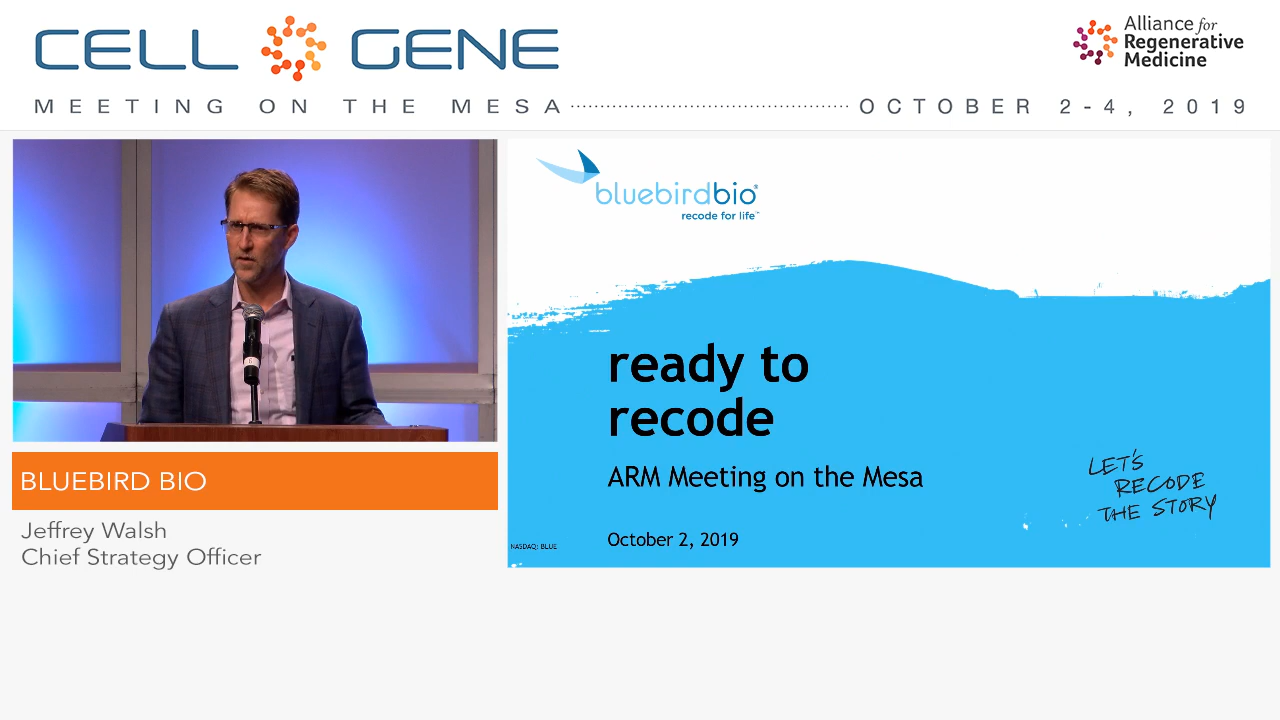 CELL GENE
MEETING ON THE MESA OCTOBER 2-4, 2019
Alliance for
Regenerative
Medicine
bluebirdbio®
recode for life™
ready to
recode
ARM Meeting on the Mesa
LET'S
RECODE
THE STORY
October 2, 2019
NASDAQ: BLUE
BLUEBIRD BIO
Jeffrey Walsh
Chief Strategy Officer